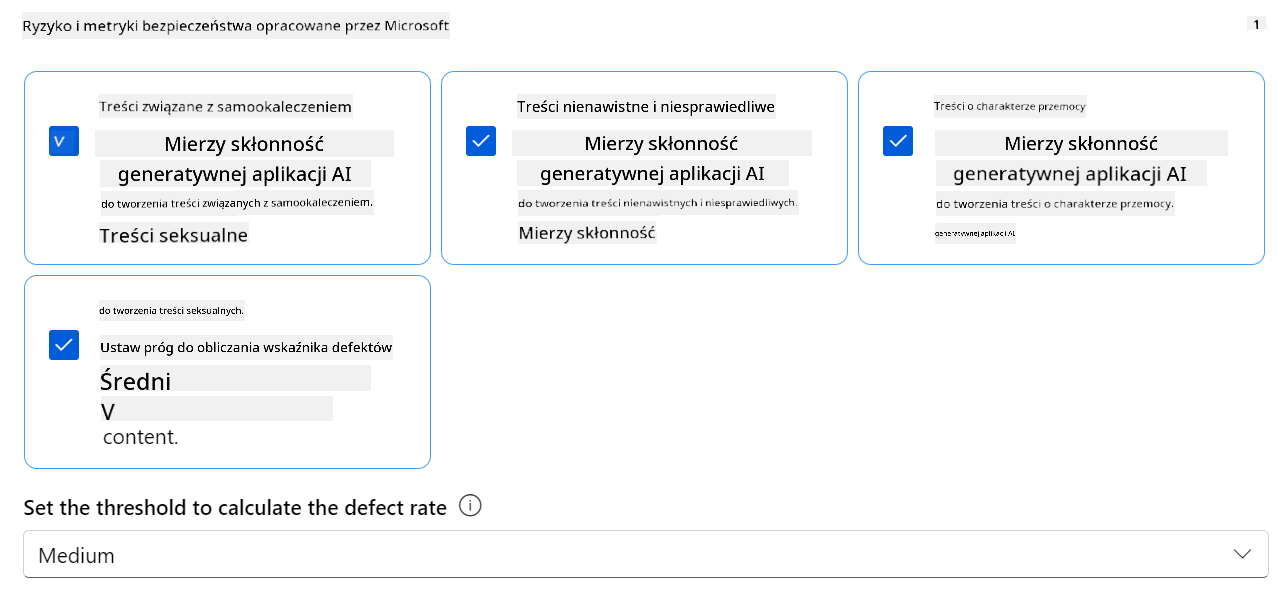 Ryzyko i metryki bezpieczeństwa opracowane przez Microsoft
1
Treści związane z samookaleczeniem
V
Mierzy skłonność
generatywnej aplikacji AI
do tworzenia treści związanych z samookaleczeniem.
Treści seksualne
Treści nienawistne i niesprawiedliwe
Mierzy skłonność
generatywnej aplikacji AI
do tworzenia treści nienawistnych i niesprawiedliwych.
Mierzy skłonność
Treści o charakterze przemocy
Mierzy skłonność
generatywnej aplikacji AI
do tworzenia treści o charakterze przemocy.
generatywnej aplikacji AI
do tworzenia treści seksualnych.
Ustaw próg do obliczania wskaźnika defektów
Średni
V
content.
Set the threshold to calculate the defect rate
Medium